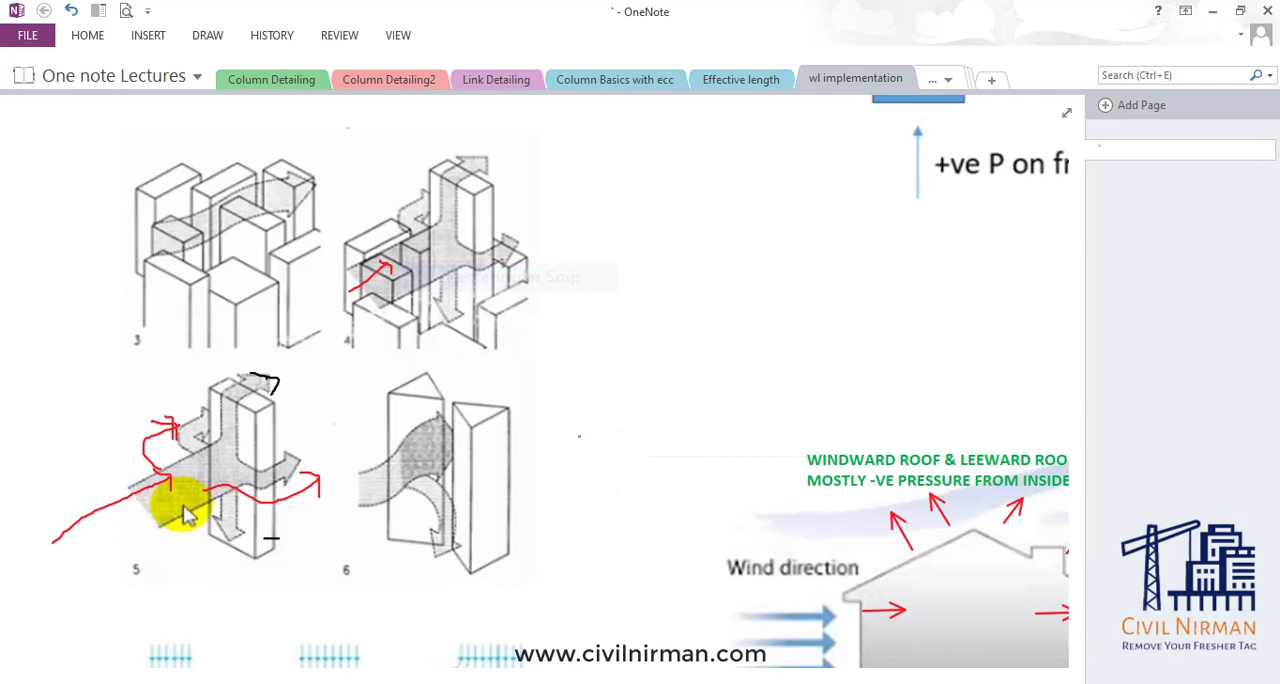 ` - OneNote
FILE HOME INSERT DRAW HISTORY REVIEW VIEW
One note Lectures Column Detailing Column Detailing2 Link Detailing Column Basics with ecc Effective length wl implementation ... + Search (Ctrl+E)
Add Page
`
+ve P on fr
Snip
3 4
5 6
WINDWARD ROOF & LEEWARD ROO
MOSTLY -VE PRESSURE FROM INSIDE
Wind direction
www.civilnirman.com
CIVIL NIRMAN
REMOVE YOUR FRESHER TAC